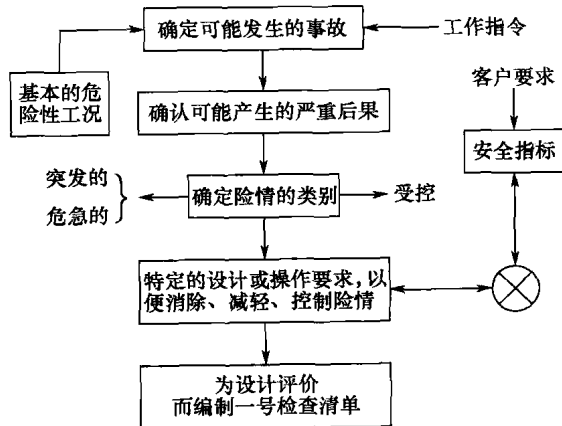 确定可能发生的事故
工作指令
基本的危
险性工况
客户要求
确认可能产生的严重后果
安全指标
突发的
危急的
确定险情的类别
受控
特定的设计或操作要求，以
便消除、减轻、控制险情
为设计评价
而编制一号检查清单